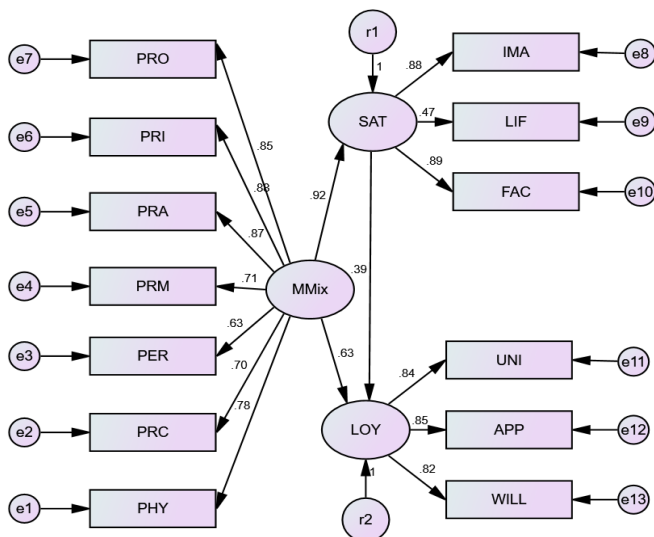 r1
e7 PRO IMA e8
1 .88
SAT .47 LIF e9
e6 PRI .85
.89
.88 FAC e10
e5 PRA .92
.87
e4 PRM .71 MMix .39
.63
e3 PER .63 UNI e11
.70 .84
.78
e2 PRC LOY .85 APP e12
1 .82
e1 PHY WILL e13
r2